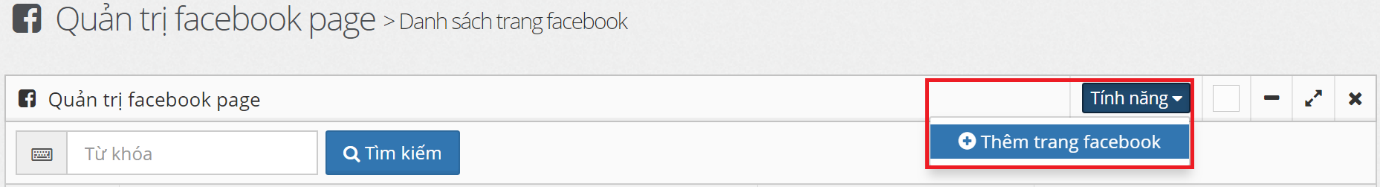 Quản trị facebook page > Danh sách trang facebook
Quản trị facebook page Tính năng
Thêm trang facebook
Từ khóa Tìm kiếm